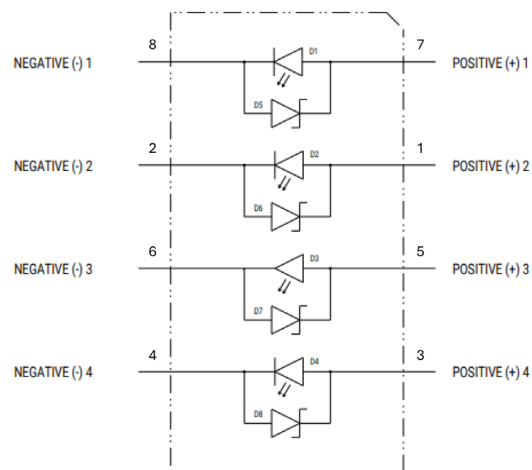 8 D1 7
NEGATIVE (-) 1 POSITIVE (+) 1
D5
2 D2 1
NEGATIVE (-) 2 POSITIVE (+) 2
D6
6 D3 5
NEGATIVE (-) 3 POSITIVE (+) 3
D7
4 D4 3
NEGATIVE (-) 4 POSITIVE (+) 4
D8